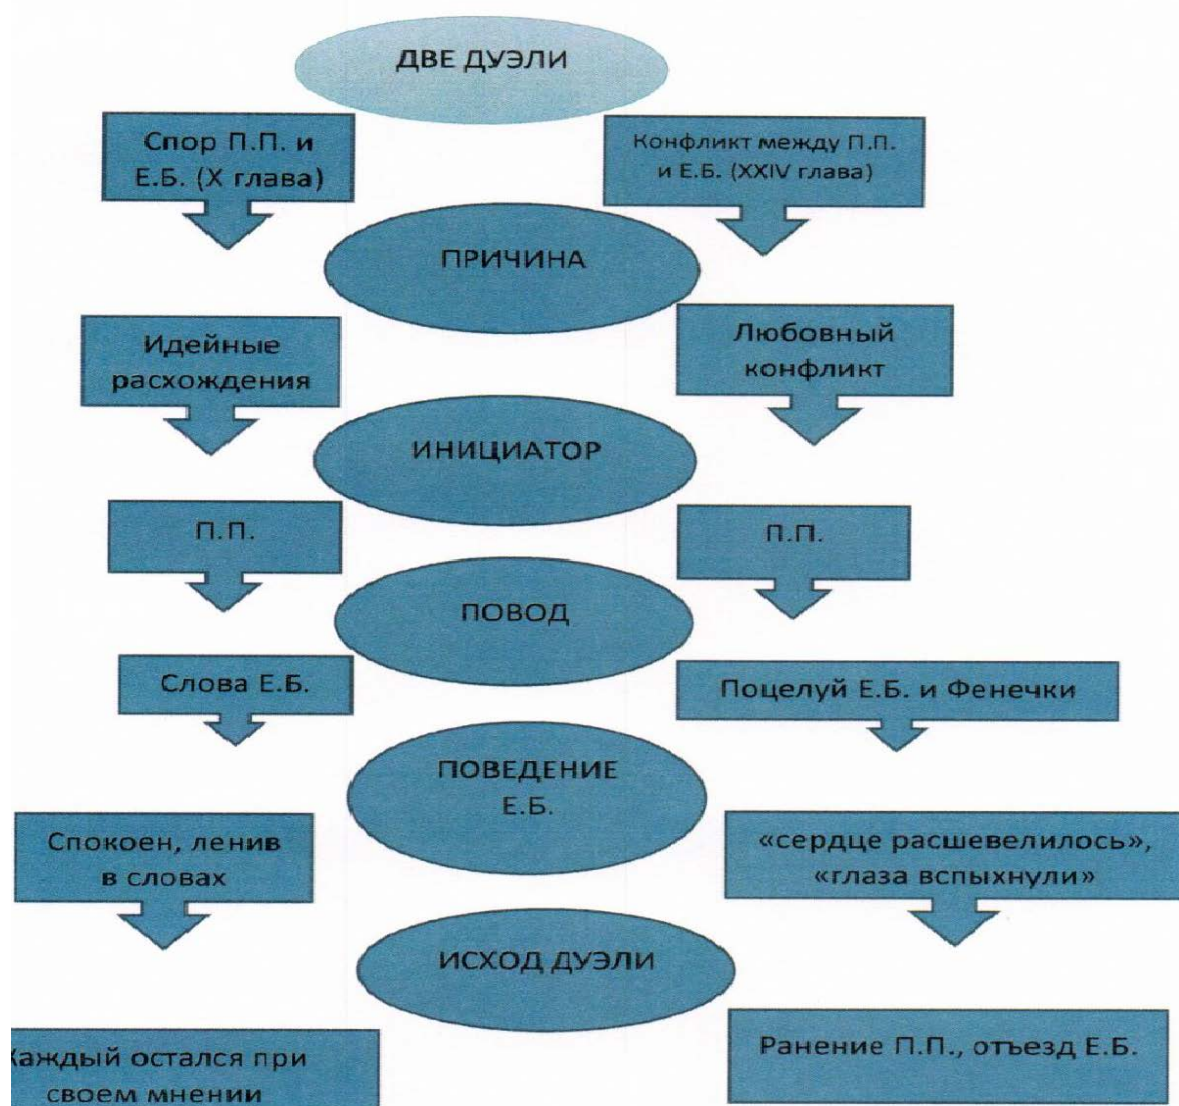 ДВЕ ДУЭЛИ
Спор П.П. и
Е.Б. (X глава)
Конфликт между П.П.
и Е.Б. (XXIV глава)
ПРИЧИНА
Идейные
расхождения
Любовный
конфликт
ИНИЦИАТОР
П.П.
П.П.
ПОВОД
Слова Е.Б.
Поцелуй Е.Б. и Фенечки
ПОВЕДЕНИЕ
Е.Б.
Спокоен, ленив
в словах
«сердце расшевелилось»,
«глаза вспыхнули»
ИСХОД ДУЭЛИ
Каждый остался при
своем мнении
Ранение П.П., отъезд Е.Б.